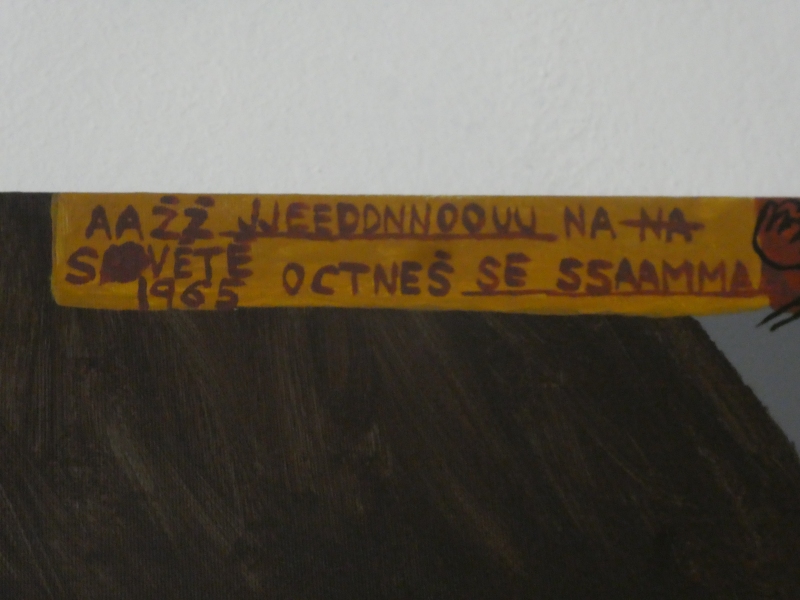 AAŽŽ JJEEDDNNOOUU NA NA
SVĚTĚ OCTNEŠ SE SSAAMMA
1965